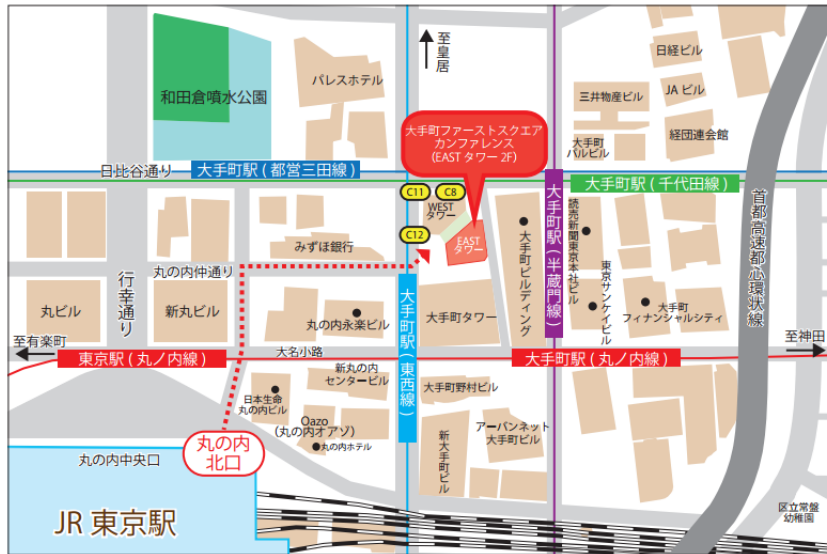 至皇居
日経ビル
パレスホテル
三井物産ビル
JAビル
和田倉噴水公園
大手町ファーストスクエア
カンファレンス
(EASTタワー2F)
大手町
パルビル
経団連会館
日比谷通り
大手町駅(都営三田線)
大手町駅(千代田線)
C11
C8
WEST
タワー
C12
EAST
タワー
みずほ銀行
大手町ビルディング
大手町駅(半蔵門線)
読売新聞東京本社ビル
東京サンケイビル
首都高速都心環状線
行幸通り
丸の内仲通り
丸ビル
新丸ビル
丸の内永楽ビル
大手町駅(東西線)
大手町タワー
大手町
フィナンシャルシティ
至有楽町
至神田
東京駅(丸ノ内線)
大名小路
大手町駅(丸ノ内線)
新丸の内
センタービル
大手町野村ビル
日本生命
丸の内ビル
Oazo
(丸の内オアゾ)
丸の内ホテル
新大手町ビル
アーバンネット
大手町ビル
丸の内
北口
丸の内中央口
JR東京駅
区立常盤
幼稚園